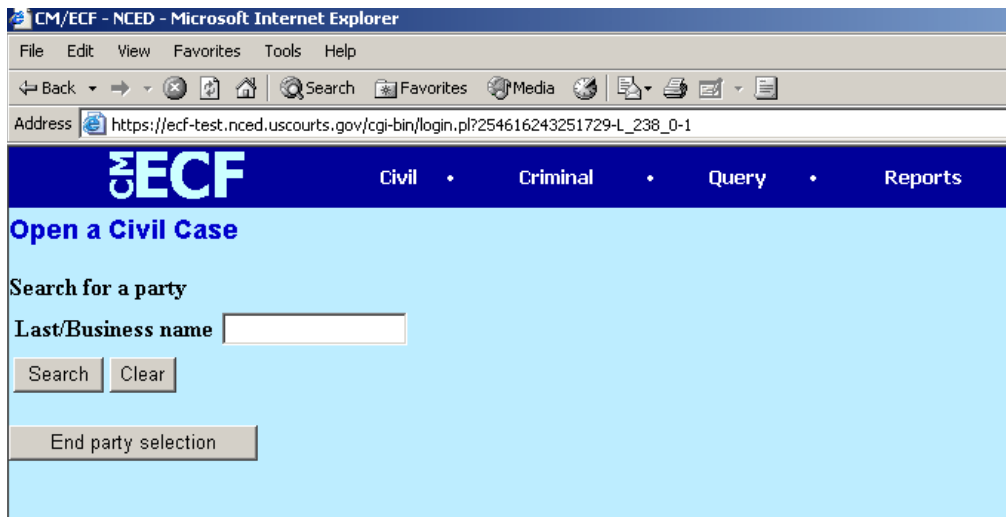 CM/ECF - NCED - Microsoft Internet Explorer
File Edit View Favorites Tools Help
Back Search Favorites Media
Address https://ecf-test.nced.uscourts.gov/cgi-bin/login.pl?254616243251729-L_238_0-1
CM ECF Civil • Criminal • Query • Reports
Open a Civil Case
Search for a party
Last/Business name
Search Clear
End party selection